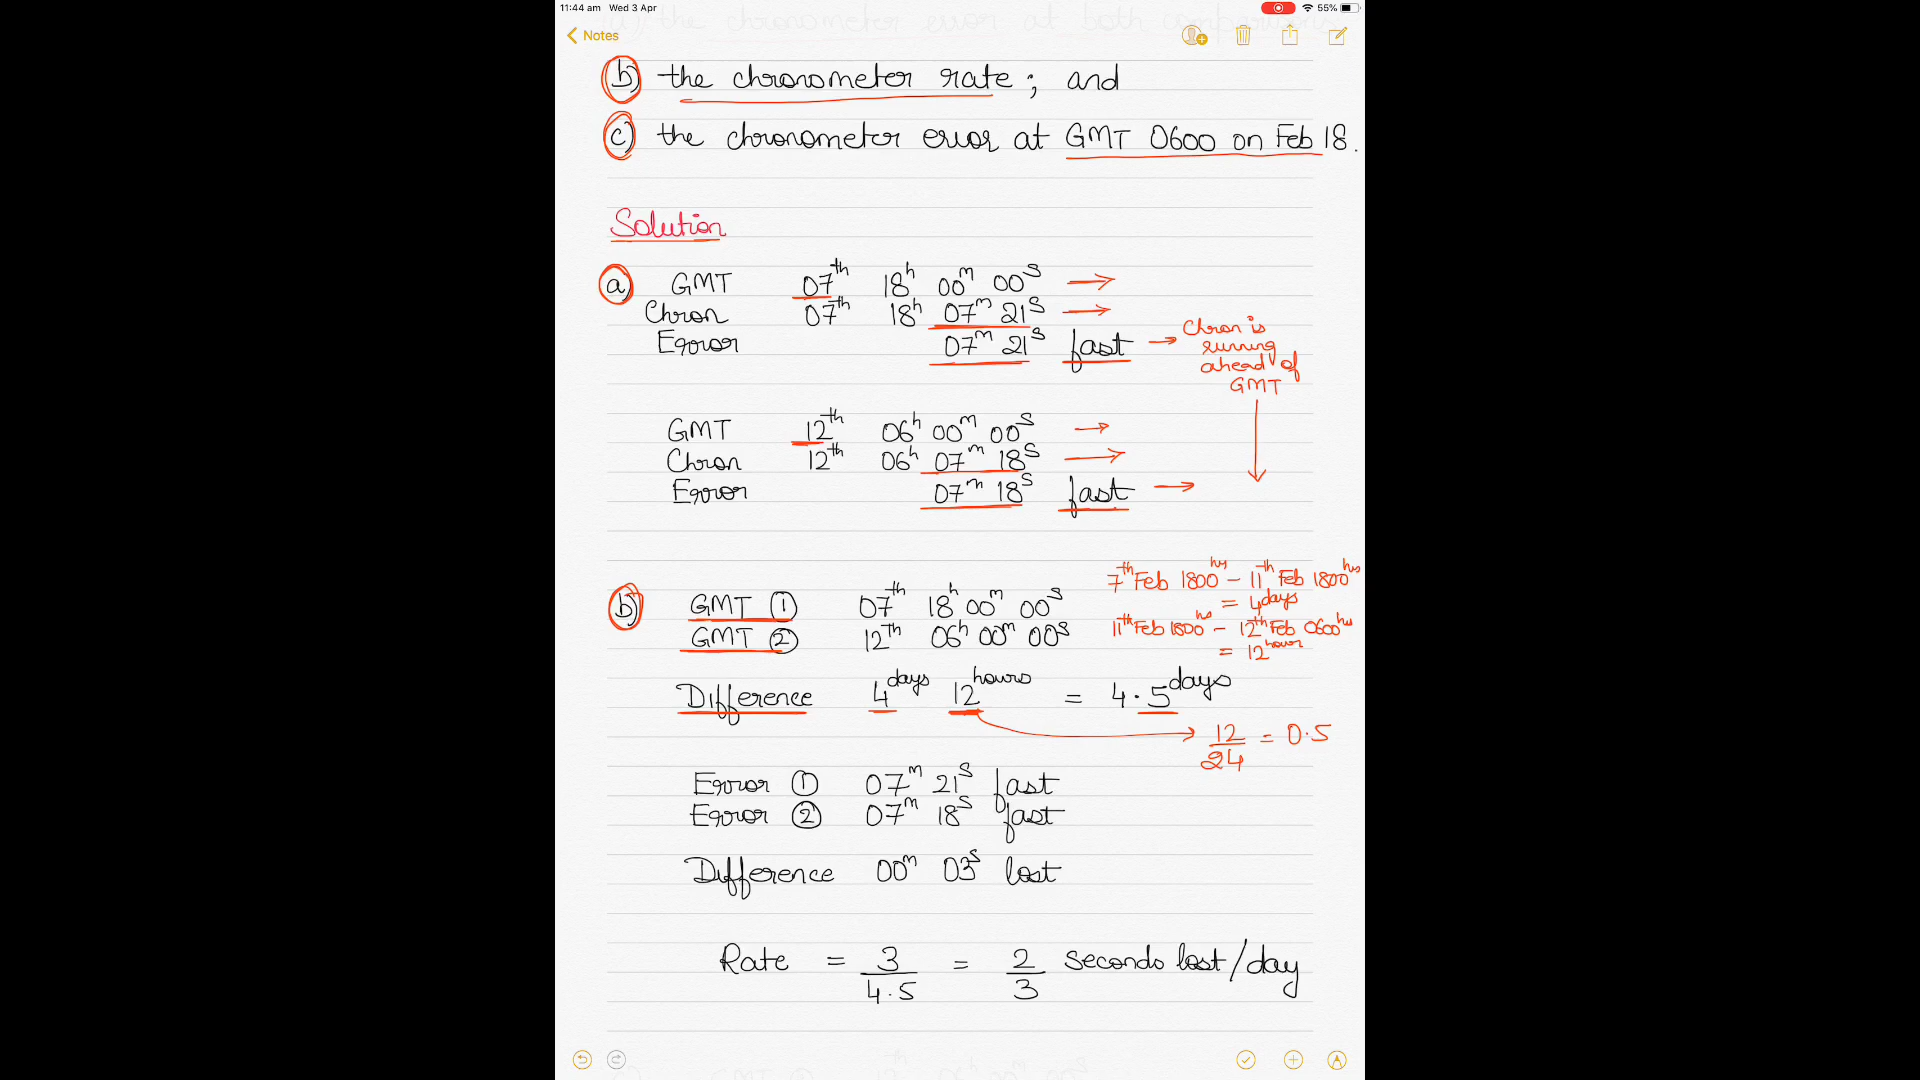 11:44 am Wed 3 Apr
55%
Notes
the chronometer error at both comparisons
b) the chronometer rate ; and
c) the chronometer error at GMT 0600 on Feb 18.
Solution
a) GMT 07th 18h 00m 00s →
Chron 07th 18h 07m 21s →
Error 07m 21s fast → Chron is running ahead of GMT
GMT 12th 06h 00m 00s →
Chron 12th 06h 07m 18s →
Error 07m 18s fast →
7th Feb 1800hrs – 11th Feb 1800hrs
= 4days
11th Feb 1800hrs – 12th Feb 0600hrs
= 12hours
b) GMT ① 07th 18h 00m 00s
GMT ② 12th 06h 00m 00s
Difference 4days 12hours = 4.5days
→ 12/24 = 0.5
Error ① 07m 21s fast
Error ② 07m 18s fast
Difference 00m 03s lost
Rate = 3/4.5 = 2/3 seconds lost/day